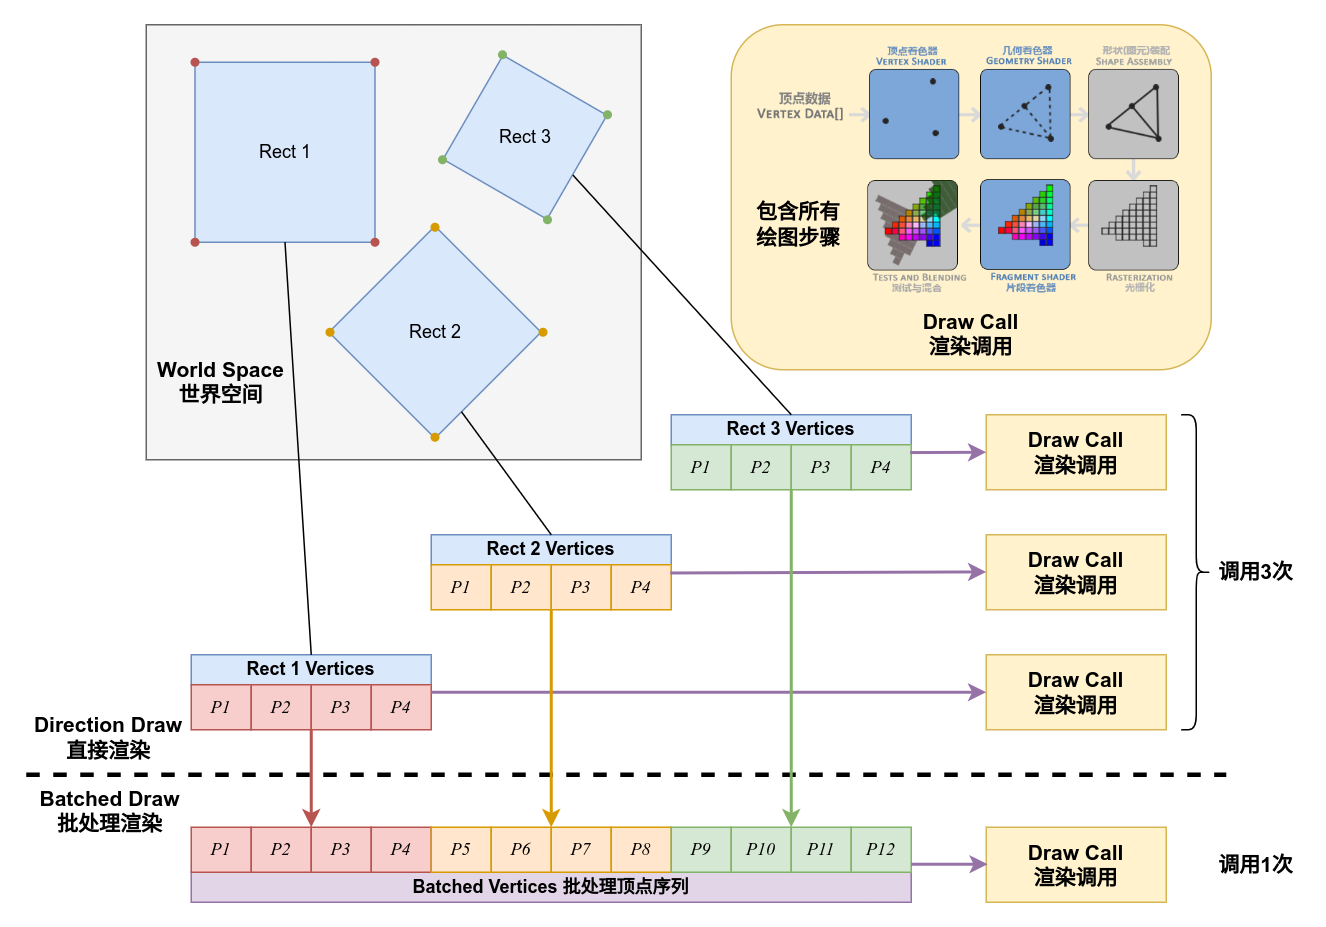 Rect 1
Rect 3
Rect 2
World Space
世界空间
顶点着色器
VERTEX SHADER
几何着色器
GEOMETRY SHADER
形状(图元)装配
SHAPE ASSEMBLY
顶点数据
VERTEX DATA[]
包含所有
绘图步骤
TESTS AND BLENDING
测试与混合
FRAGMENT SHADER
片段着色器
RASTERIZATION
光栅化
Draw Call
渲染调用
Rect 3 Vertices
P1 P2 P3 P4
Draw Call
渲染调用
Rect 2 Vertices
P1 P2 P3 P4
Draw Call
渲染调用
调用3次
Rect 1 Vertices
P1 P2 P3 P4
Draw Call
渲染调用
Direction Draw
直接渲染
Batched Draw
批处理渲染
P1 P2 P3 P4 P5 P6 P7 P8 P9 P10 P11 P12
Batched Vertices 批处理顶点序列
Draw Call
渲染调用
调用1次